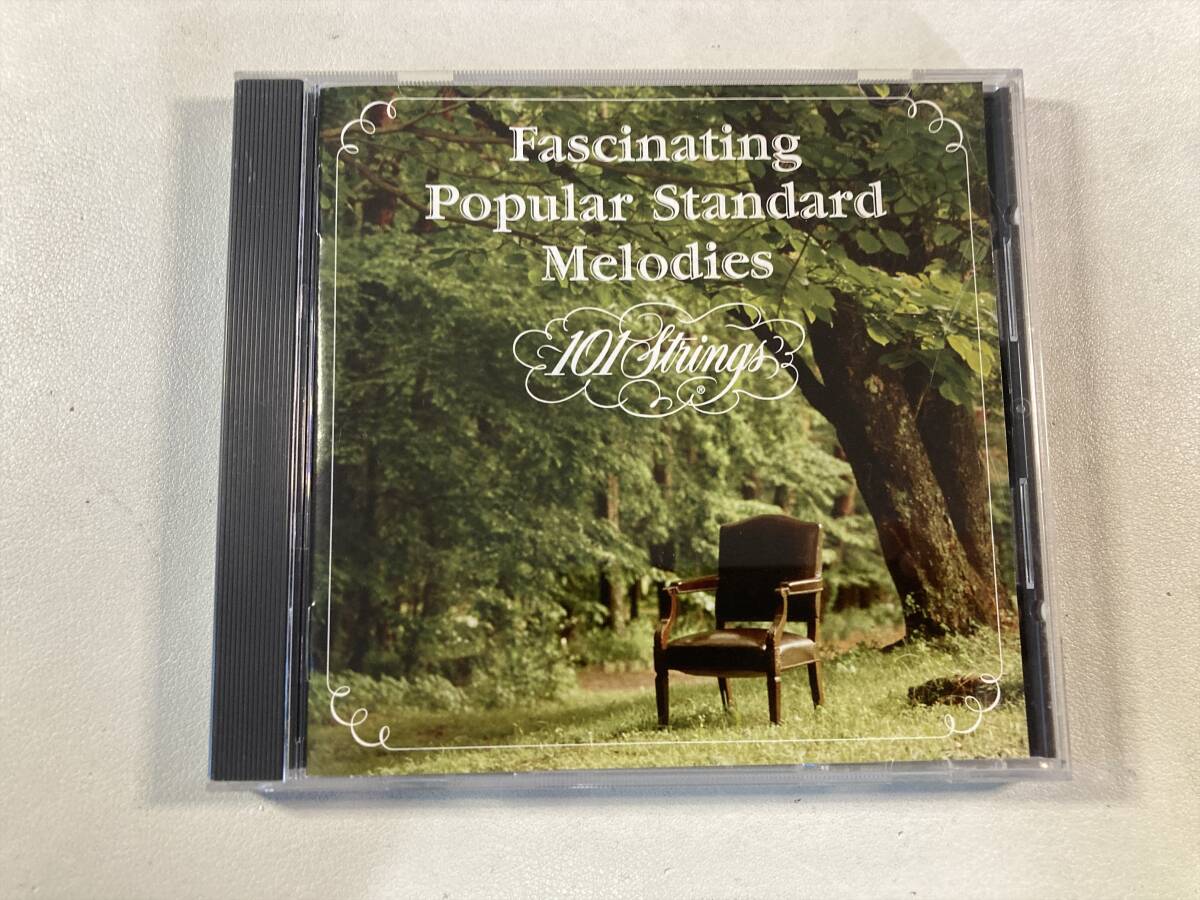 Fascinating
Popular Standard
Melodies
101 Strings
®